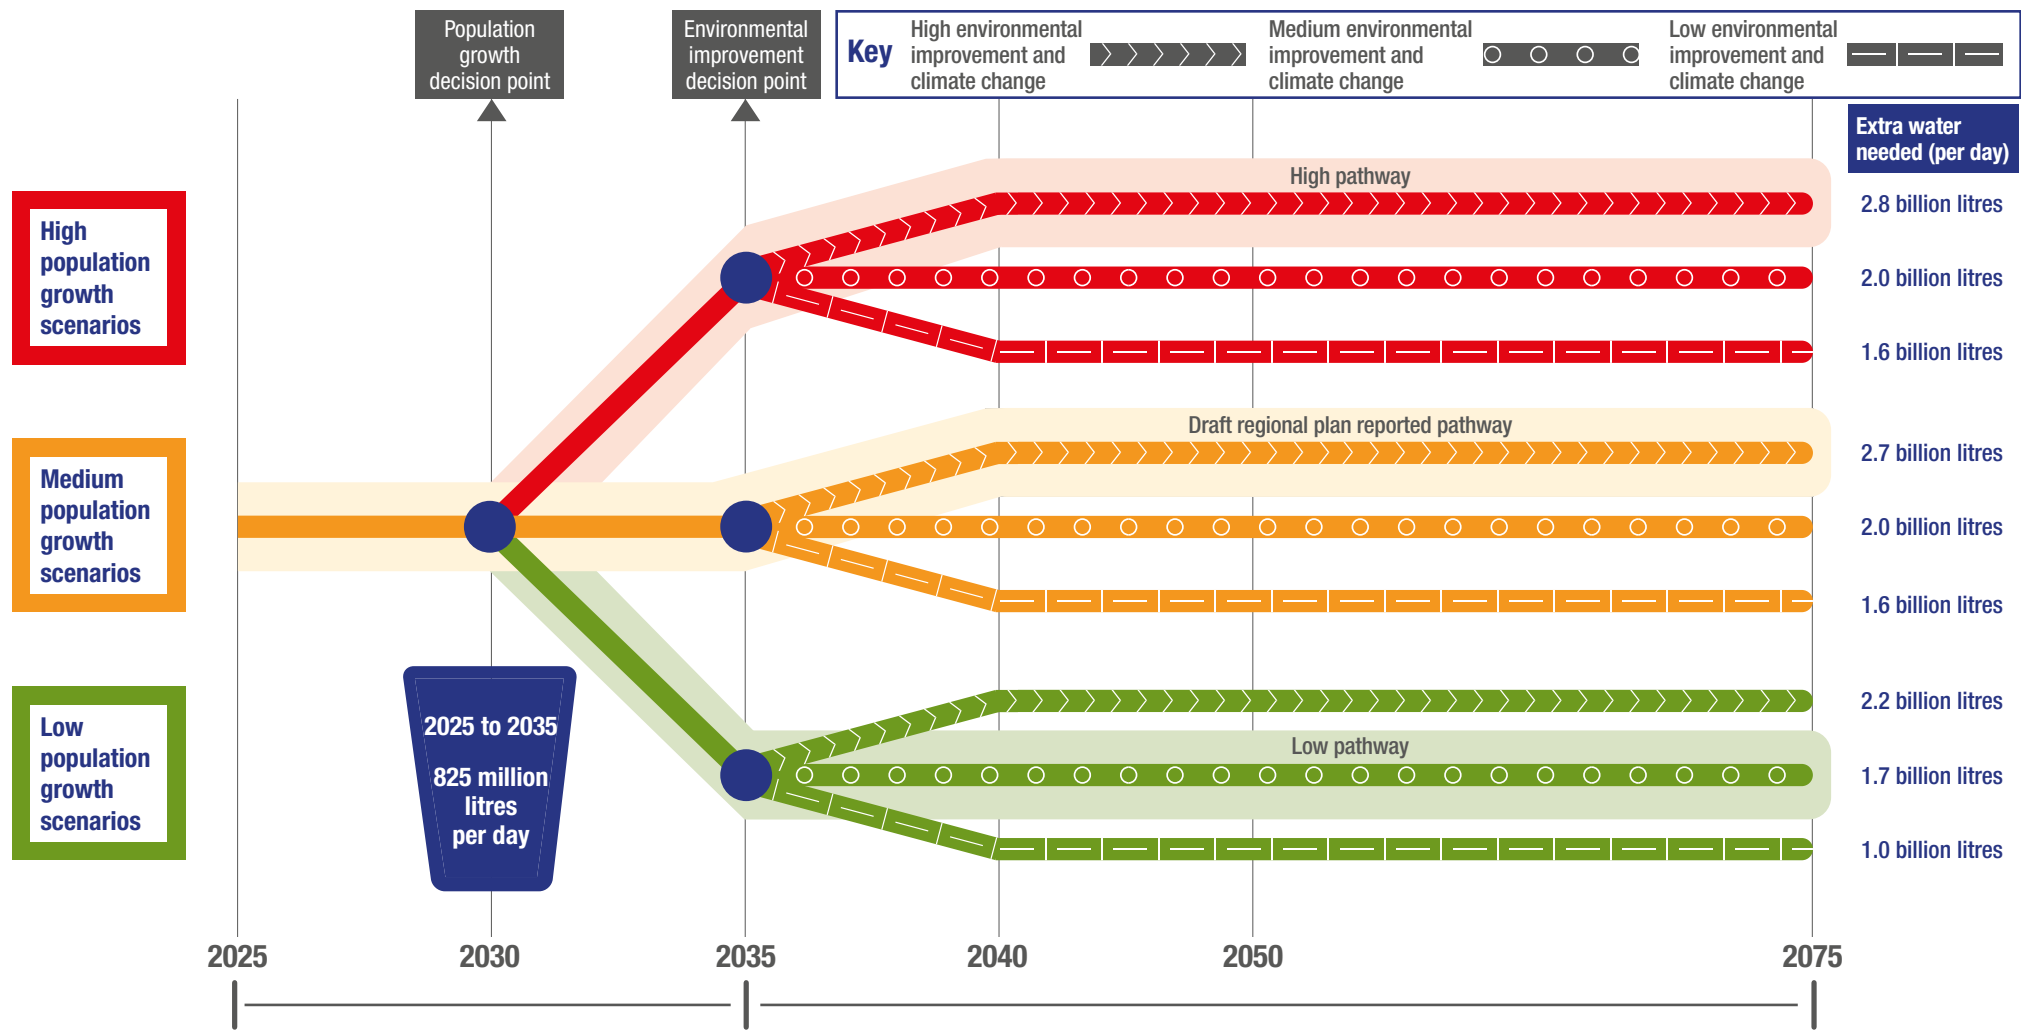 Population
growth
decision point
Environmental
improvement
decision point
Key
High environmental
improvement and
climate change
Medium environmental
improvement and
climate change
Low environmental
improvement and
climate change
Extra water
needed (per day)
High
population
growth
scenarios
High pathway
2.8 billion litres
2.0 billion litres
1.6 billion litres
Medium
population
growth
scenarios
Draft regional plan reported pathway
2.7 billion litres
2.0 billion litres
1.6 billion litres
Low
population
growth
scenarios
2025 to 2035
825 million
litres
per day
2.2 billion litres
Low pathway
1.7 billion litres
1.0 billion litres
2025
2030
2035
2040
2050
2075